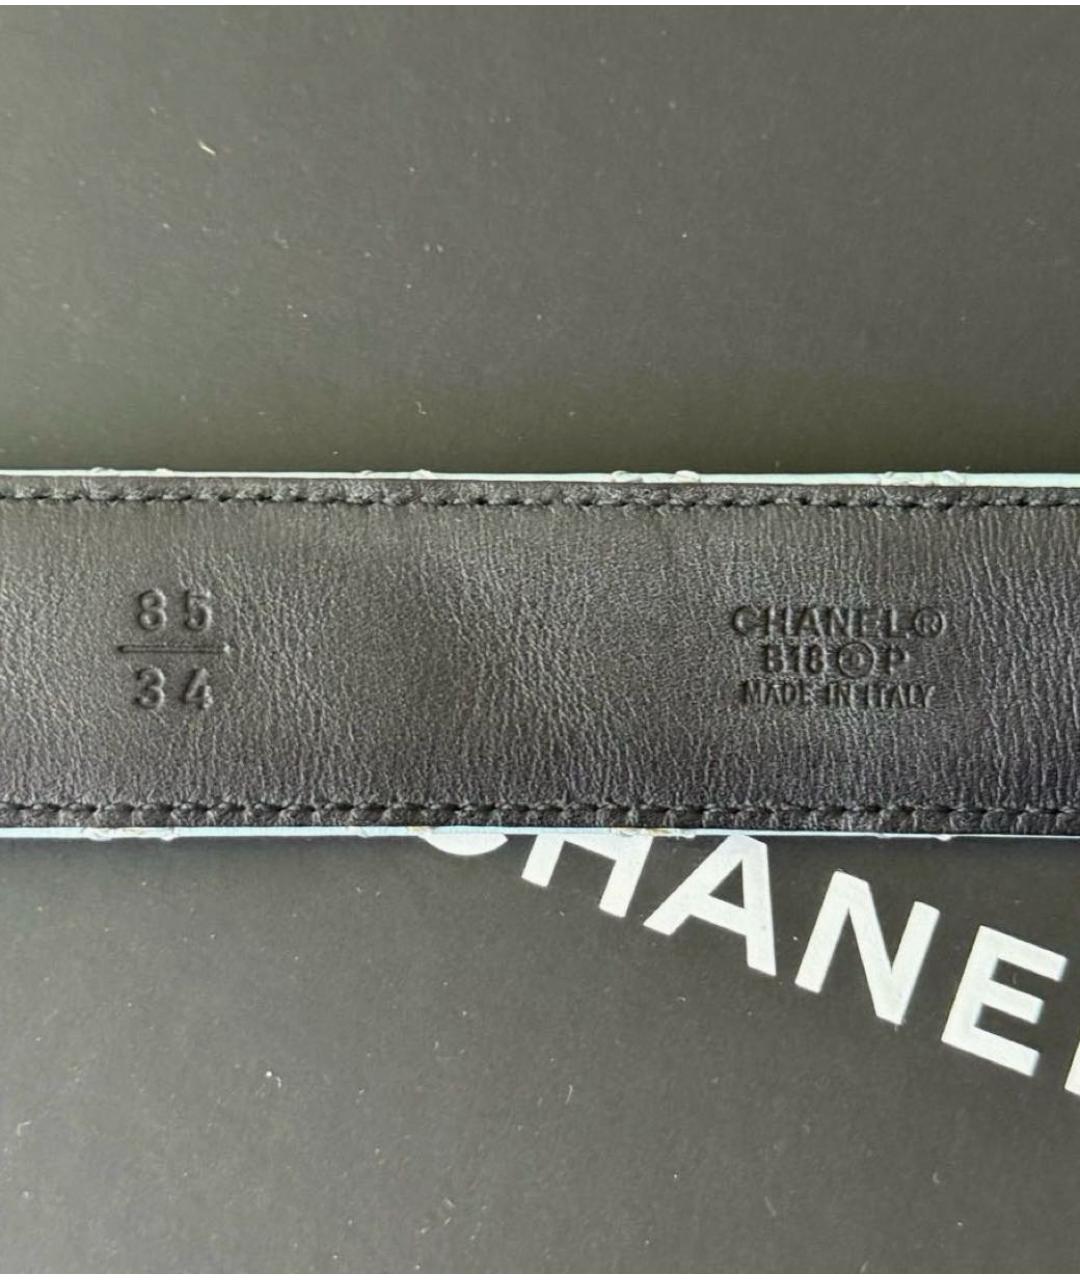 85
34
CHANEL®
B18 Ⓒ P
MADE IN ITALY
CHANE